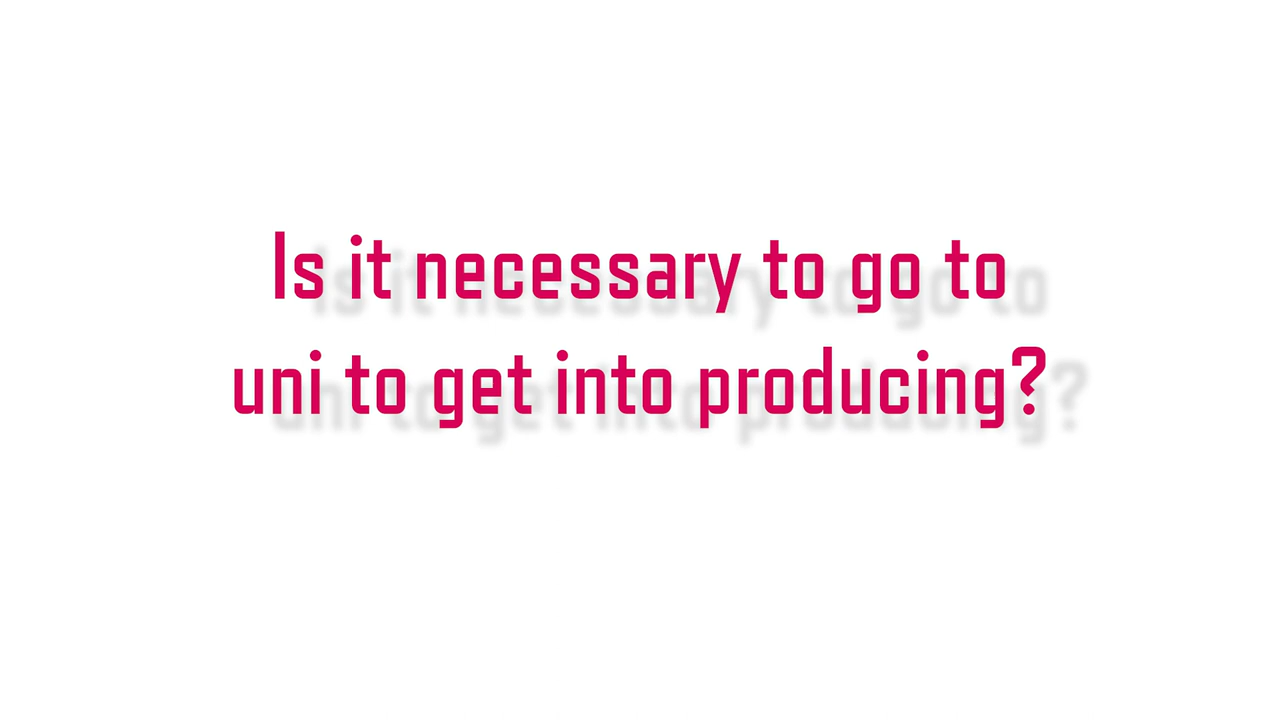 Is it necessary to go to
uni to get into producing?